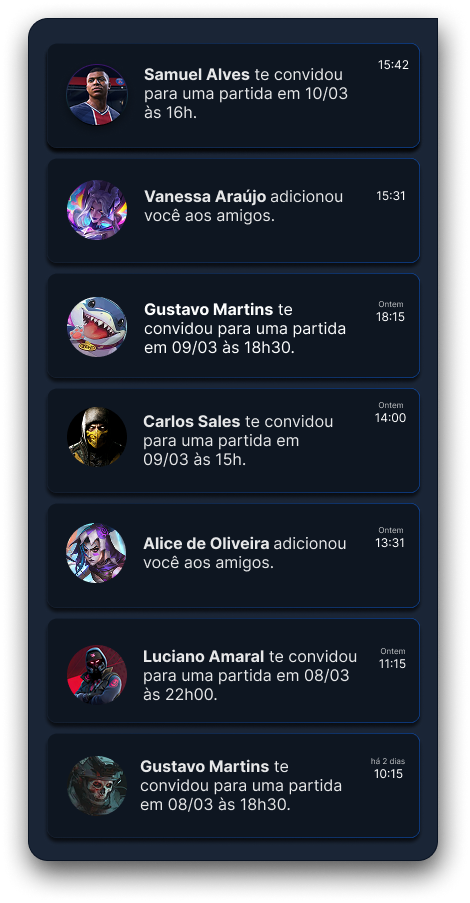 Samuel Alves te convidou
para uma partida em 10/03
às 16h.
15:42
Vanessa Araújo adicionou
você aos amigos.
15:31
Gustavo Martins te
convidou para uma partida
em 09/03 às 18h30.
Ontem
18:15
Carlos Sales te convidou
para uma partida em
09/03 às 15h.
Ontem
14:00
Alice de Oliveira adicionou
você aos amigos.
Ontem
13:31
Luciano Amaral te convidou
para uma partida em 08/03
às 22h00.
Ontem
11:15
Gustavo Martins te
convidou para uma partida
em 08/03 às 18h30.
há 2 dias
10:15